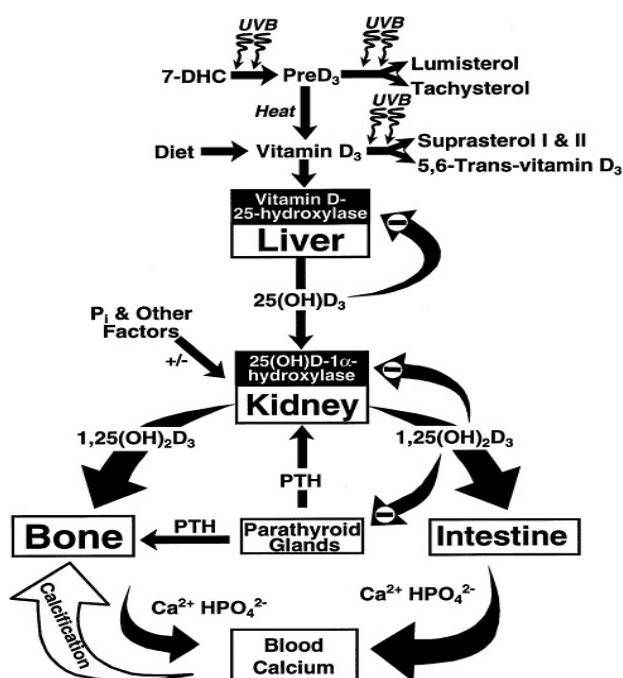 UVB
UVB
7-DHC
PreD₃
Lumisterol
Tachysterol
Heat
UVB
Diet
Vitamin D₃
Suprasterol I & II
5,6-Trans-vitamin D₃
Vitamin D-
25-hydroxylase
Liver
25(OH)D₃
Pᵢ & Other
Factors
+/-
25(OH)D-1α-
hydroxylase
Kidney
1,25(OH)₂D₃
1,25(OH)₂D₃
PTH
Bone
PTH
Parathyroid
Glands
Intestine
Calcification
Ca²⁺ HPO₄²⁻
Ca²⁺ HPO₄²⁻
Blood
Calcium